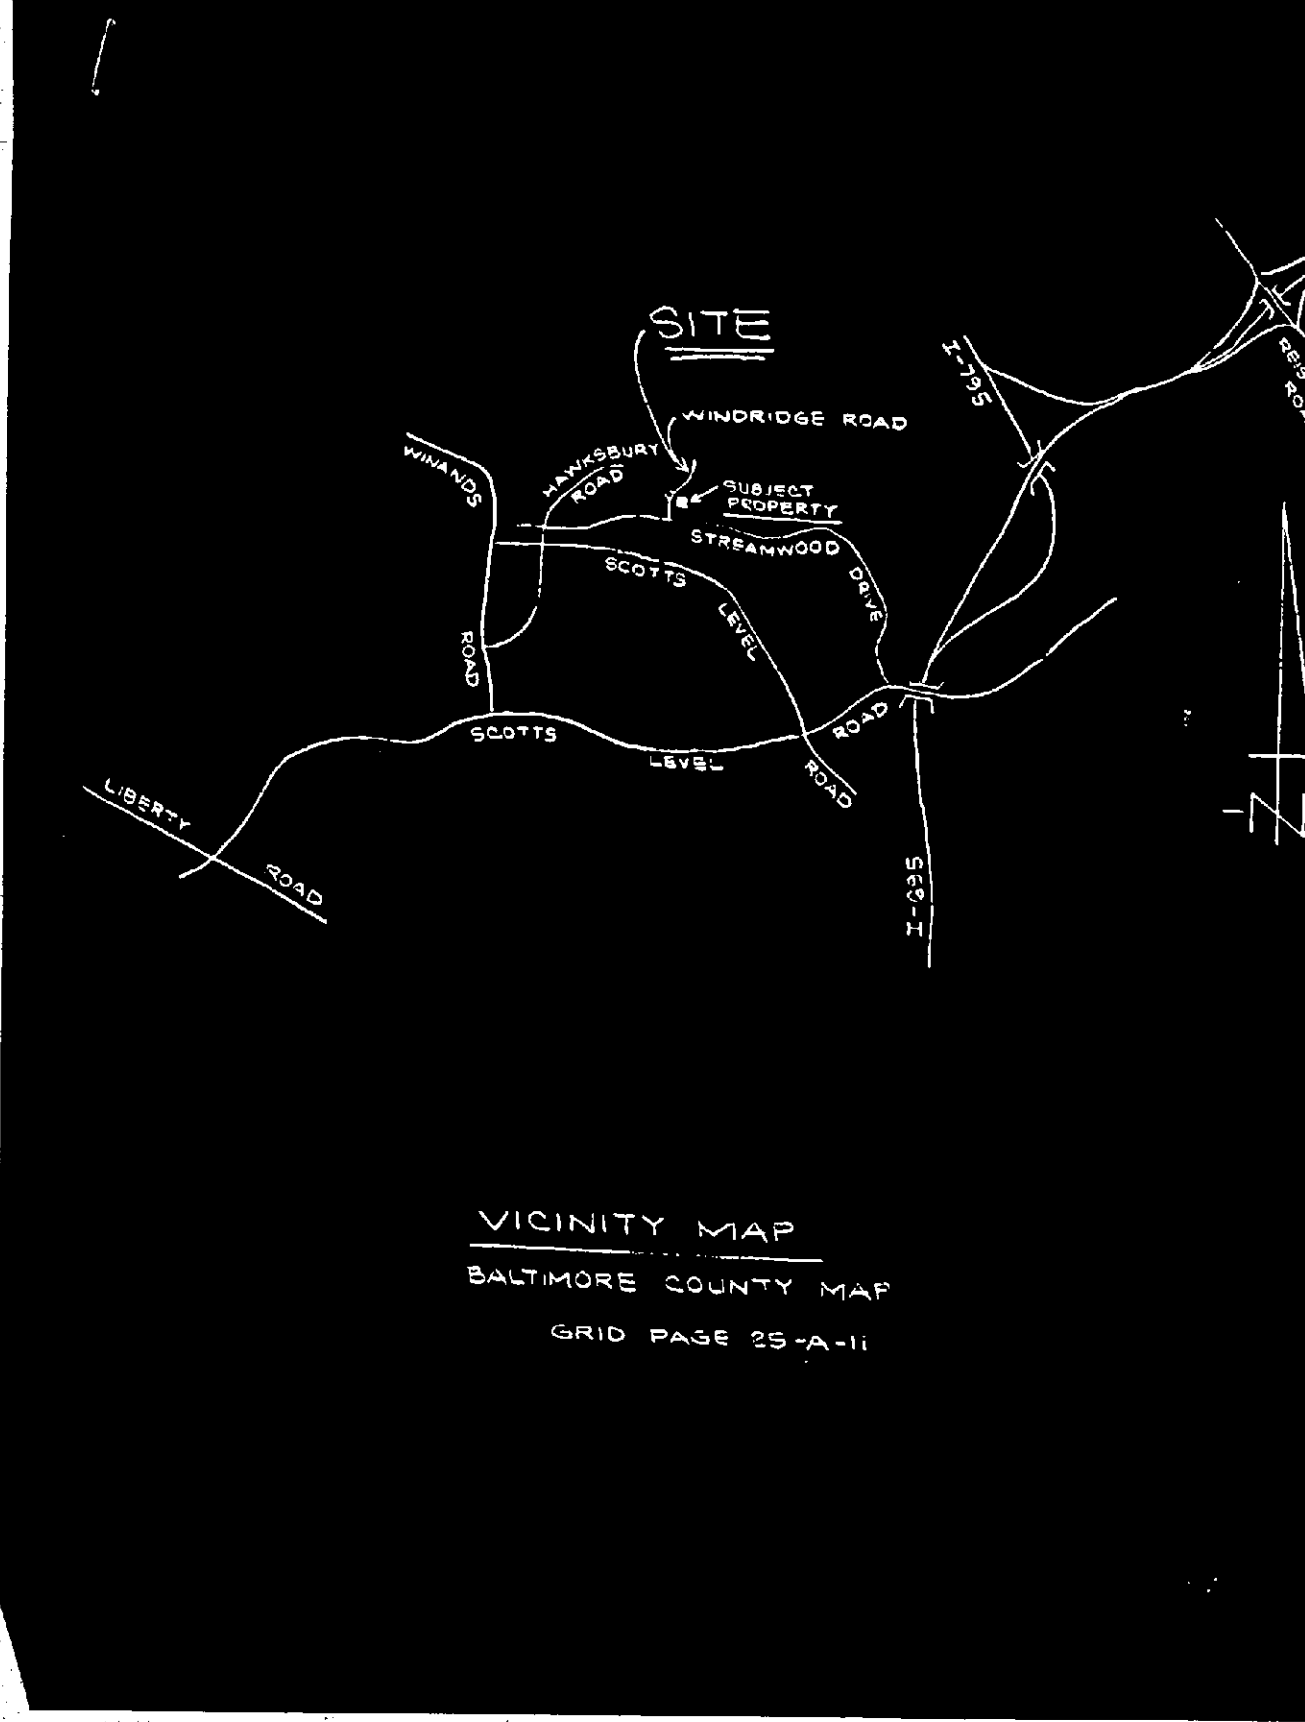 SITE
I-795
WINDRIDGE ROAD
HAWKSBURY
ROAD
WINANDS
SUBJECT
PROPERTY
STREAMWOOD
SCOTTS
DRIVE
LEVEL
ROAD
ROAD
SCOTTS
LEVEL
ROAD
LIBERTY
ROAD
I-695
N
VICINITY MAP
BALTIMORE COUNTY MAP
GRID PAGE 25-A-11